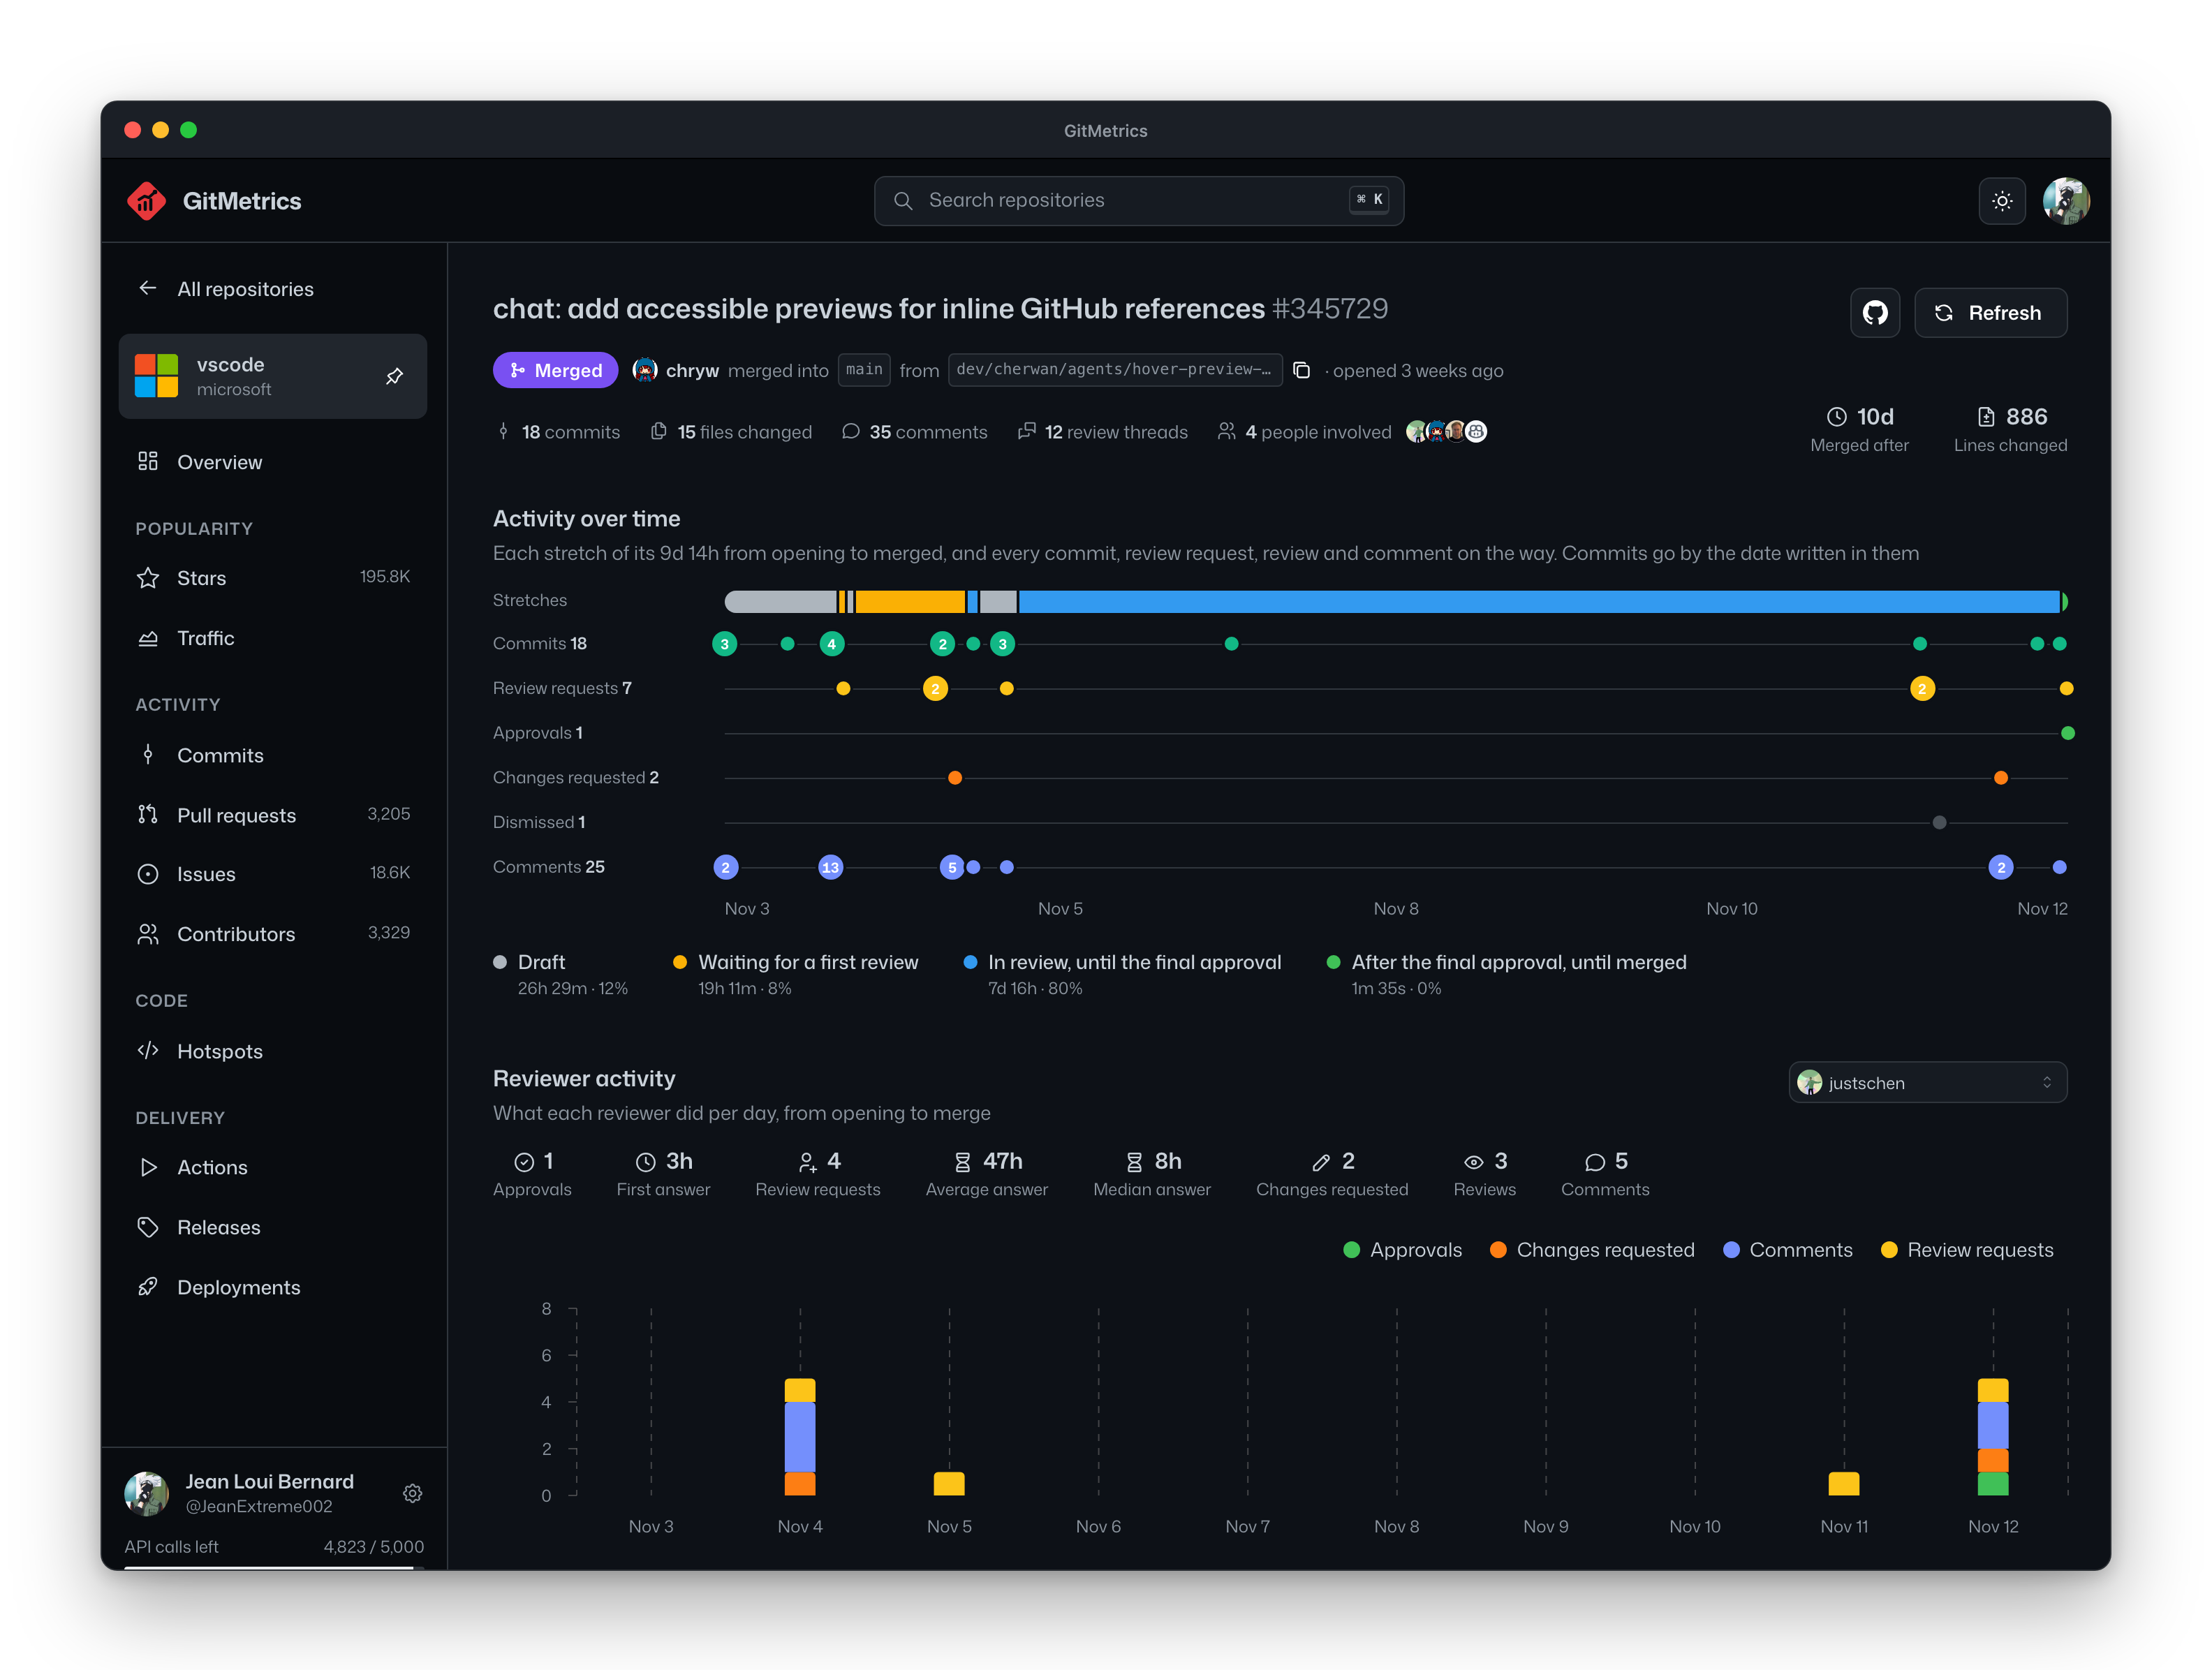 GitMetrics
GitMetrics
Search repositories
⌘ K
All repositories
vscode
microsoft
Overview
POPULARITY
Stars 195.8K
Traffic
ACTIVITY
Commits
Pull requests 3,205
Issues 18.6K
Contributors 3,329
CODE
Hotspots
DELIVERY
Actions
Releases
Deployments
Jean Loui Bernard
@JeanExtreme002
API calls left 4,823 / 5,000
chat: add accessible previews for inline GitHub references #345729
Refresh
Merged chryw merged into main from dev/cherwan/agents/hover-preview-… · opened 3 weeks ago
18 commits 15 files changed 35 comments 12 review threads 4 people involved
10d
Merged after
886
Lines changed
Activity over time
Each stretch of its 9d 14h from opening to merged, and every commit, review request, review and comment on the way. Commits go by the date written in them
Stretches
Commits 18 3 4 2 3
Review requests 7 2 2
Approvals 1
Changes requested 2
Dismissed 1
Comments 25 2 13 5 2
Nov 3 Nov 5 Nov 8 Nov 10 Nov 12
Draft
26h 29m · 12%
Waiting for a first review
19h 11m · 8%
In review, until the final approval
7d 16h · 80%
After the final approval, until merged
1m 35s · 0%
Reviewer activity
What each reviewer did per day, from opening to merge
justschen
1
Approvals
3h
First answer
4
Review requests
47h
Average answer
8h
Median answer
2
Changes requested
3
Reviews
5
Comments
Approvals Changes requested Comments Review requests
8
6
4
2
0
Nov 3 Nov 4 Nov 5 Nov 6 Nov 7 Nov 8 Nov 9 Nov 10 Nov 11 Nov 12